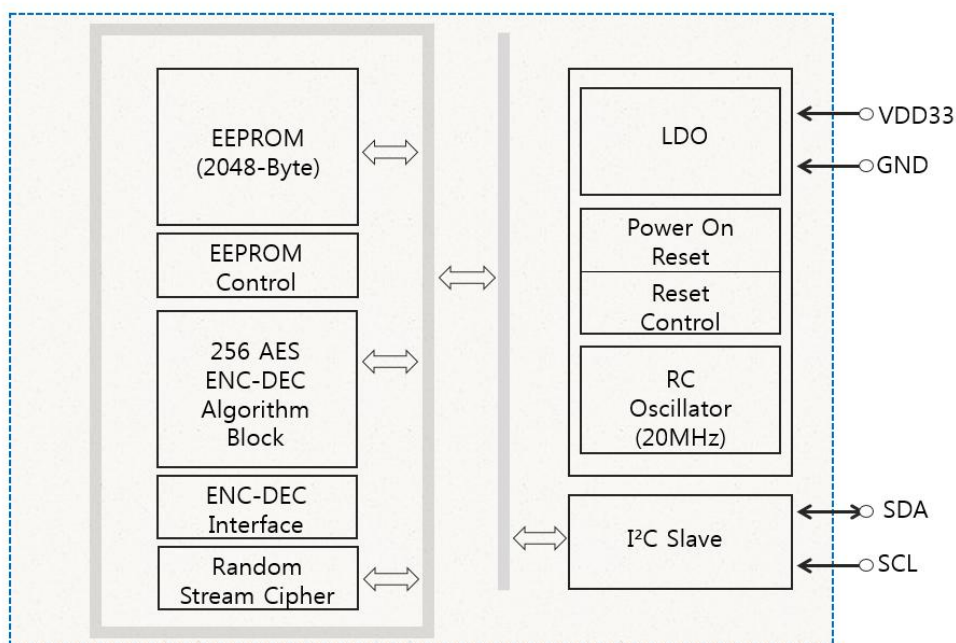 EEPROM
(2048-Byte)
EEPROM
Control
256 AES
ENC-DEC
Algorithm
Block
ENC-DEC
Interface
Random
Stream Cipher
LDO
Power On
Reset
Reset
Control
RC
Oscillator
(20MHz)
I²C Slave
VDD33
GND
SDA
SCL